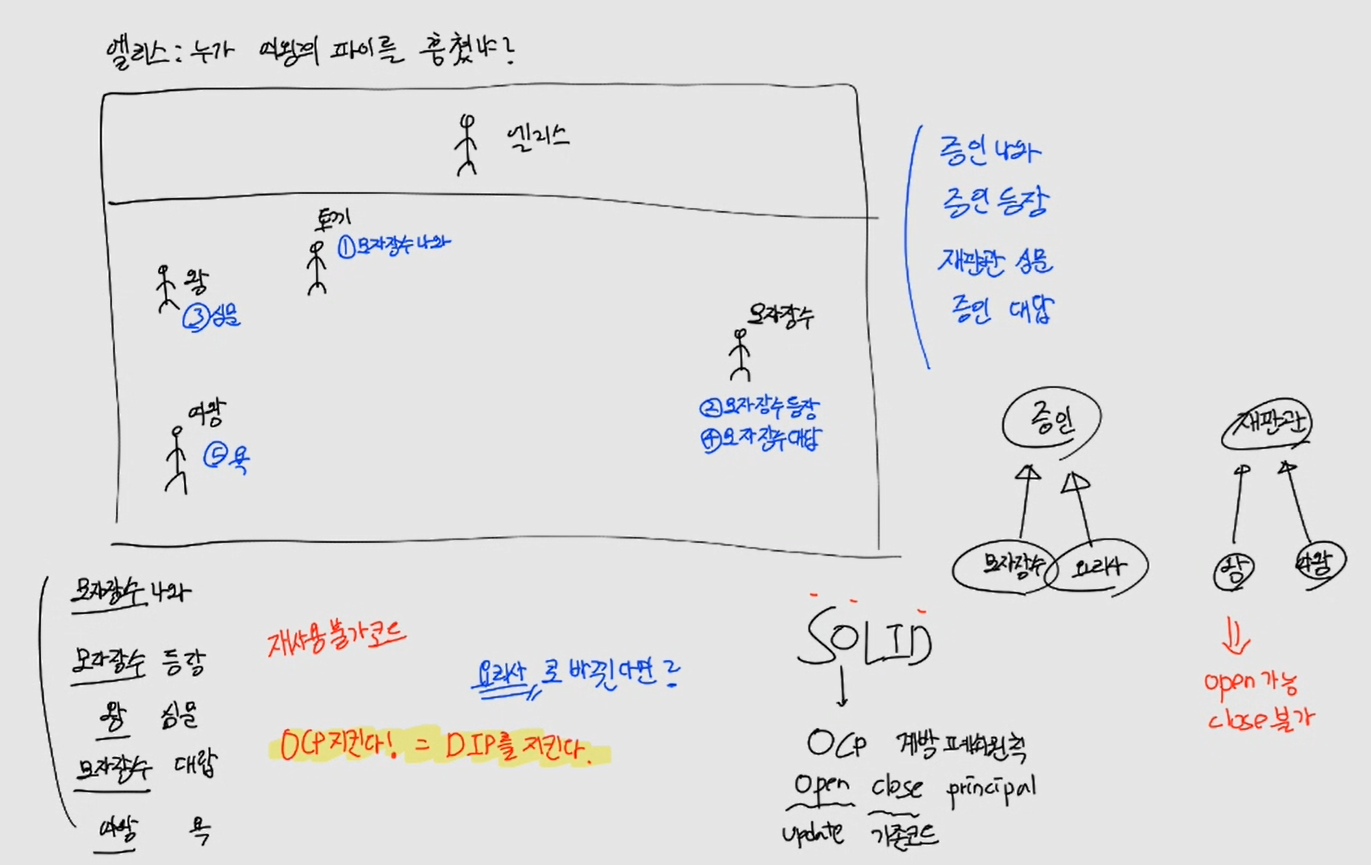 엘리스 : 누가 여왕의 파이를 훔쳤냐?
엘리스
토끼
① 모자장수 나와
왕
③ 심문
모자장수
② 모자장수 등장
④ 모자장수 대답
여왕
⑤ 욕
증인 나와
증인 등장
재판관 심문
증인 대답
증인
모자장수
요리사
재판관
왕
여왕
open 가능
close 불가
모자장수 나와
모자장수 등장
왕 심문
모자장수 대답
여왕 욕
재사용불가코드
요리사로 바뀐다면?
OCP지킨다! = DIP를 지킨다.
SOLID
OCP 개방 폐쇄원칙
open close principal
update 기존코드